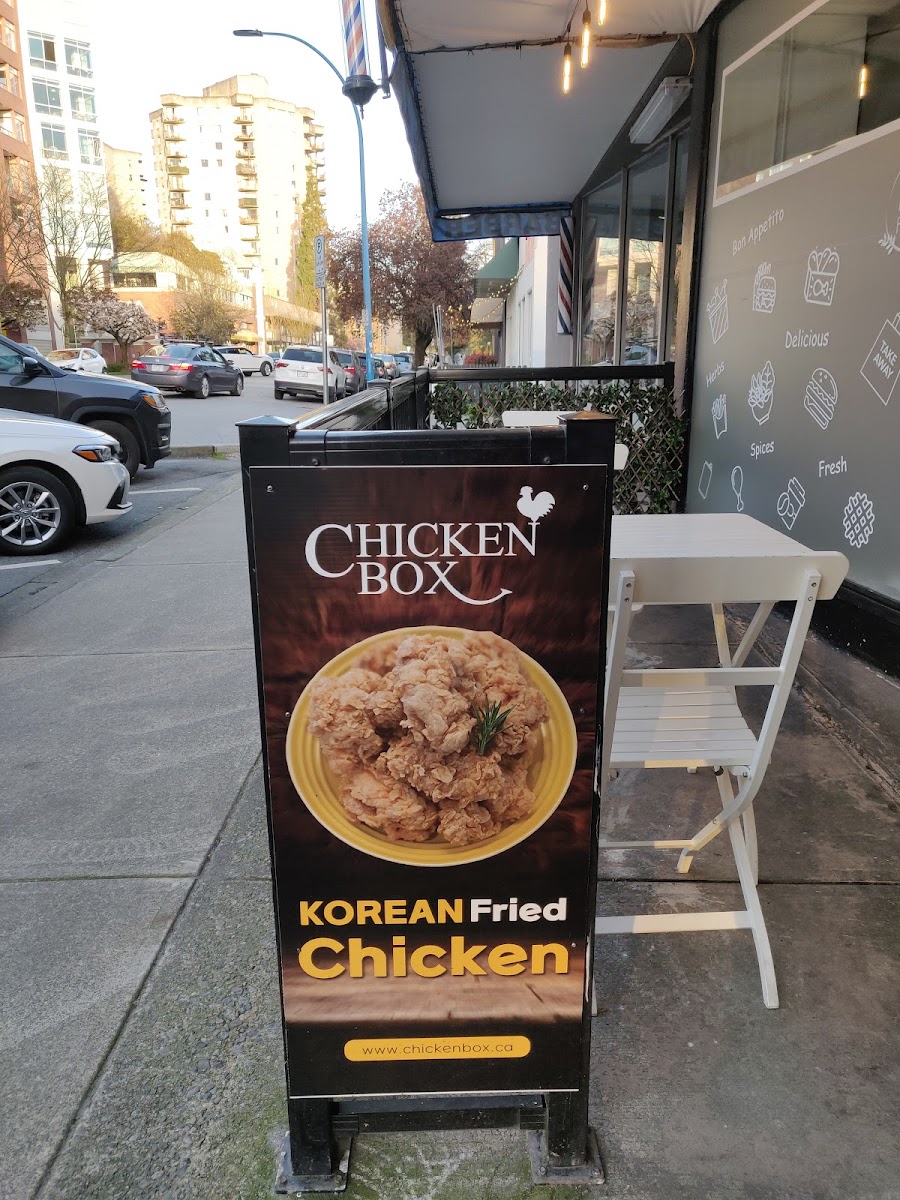 CHICKEN
BOX
KOREAN Fried
Chicken
www.chickenbox.ca
Bon Appetito
Delicious
TAKE
AWAY
Herbs
Spices
Fresh
P